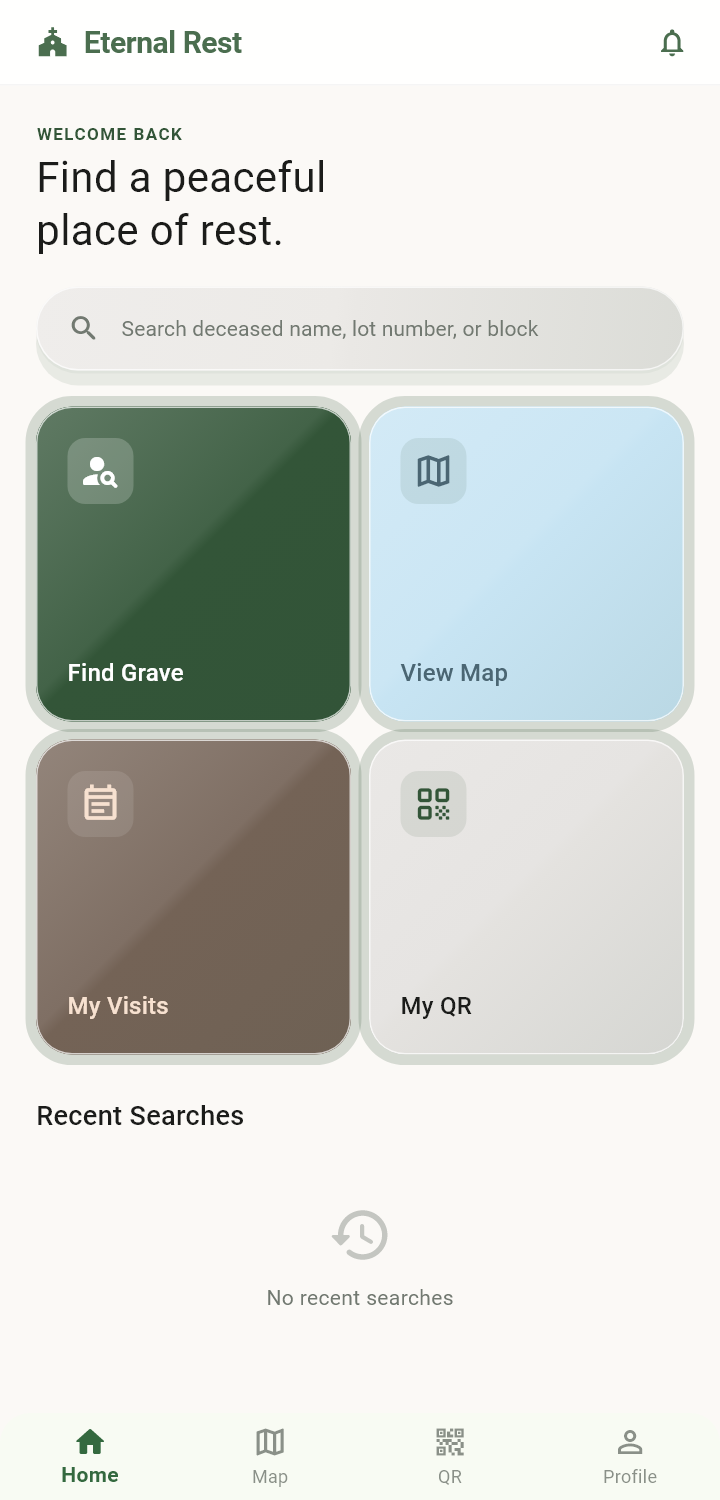 Eternal Rest
WELCOME BACK
Find a peaceful
place of rest.
Search deceased name, lot number, or block
Find Grave
View Map
My Visits
My QR
Recent Searches
No recent searches
Home
Map
QR
Profile